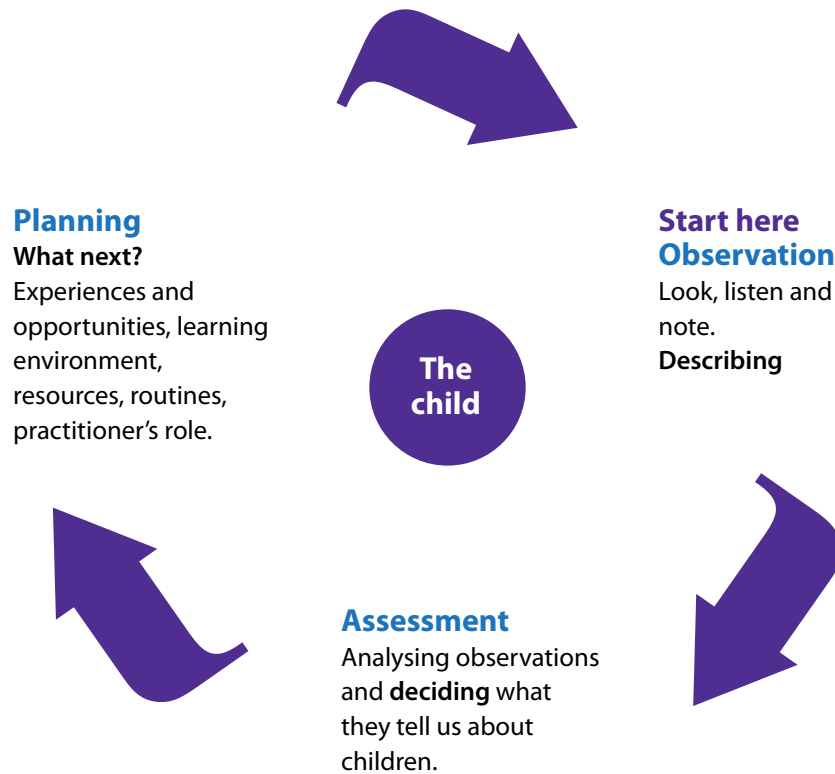 Planning
What next?
Experiences and
opportunities, learning
environment,
resources, routines,
practitioner’s role.
The
child
Start here
Observation
Look, listen and
note.
Describing
Assessment
Analysing observations
and deciding what
they tell us about
children.